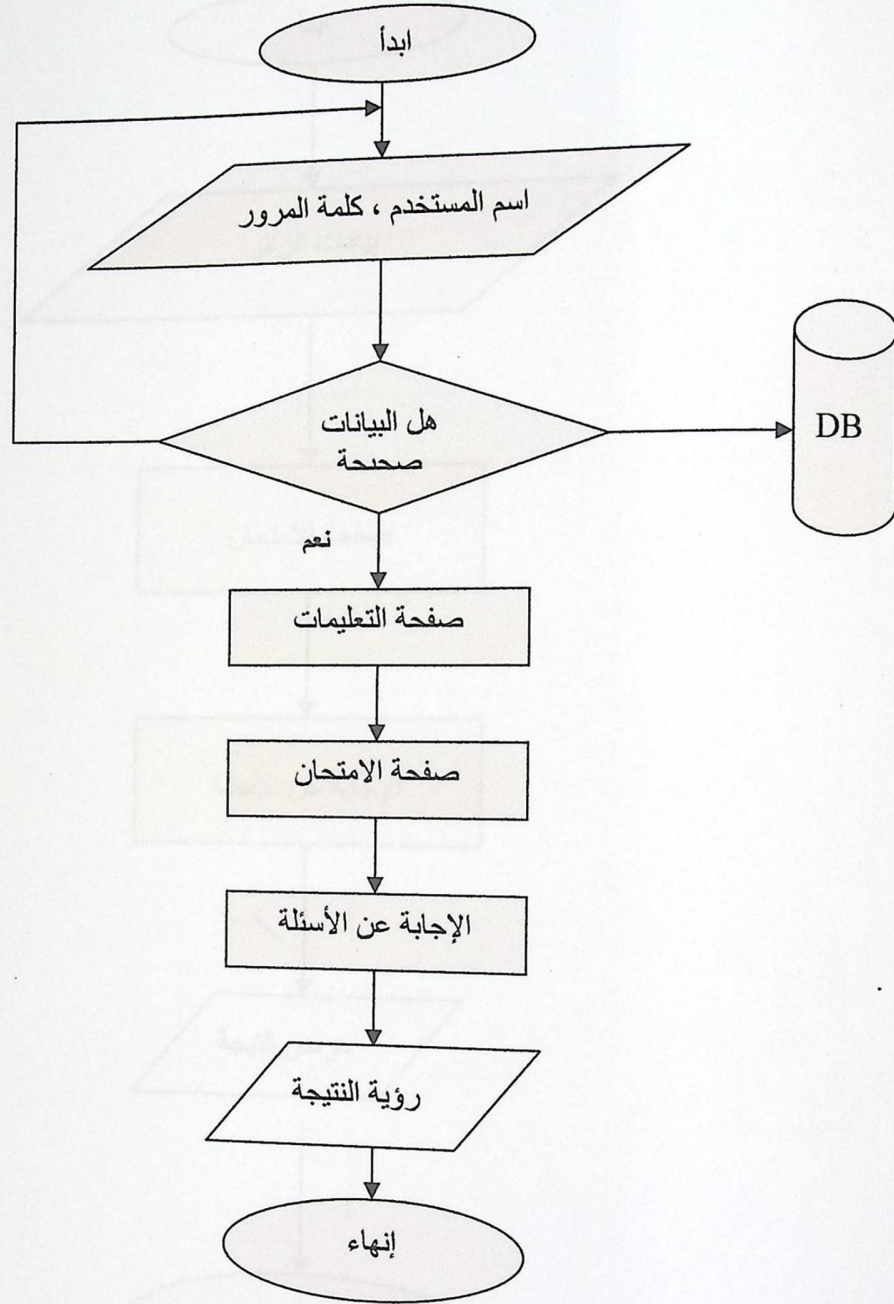 ابدأ
اسم المستخدم ، كلمة المرور
هل البيانات
صحيحة
DB
نعم
صفحة التعليمات
صفحة الامتحان
الإجابة عن الأسئلة
رؤية النتيجة
إنهاء